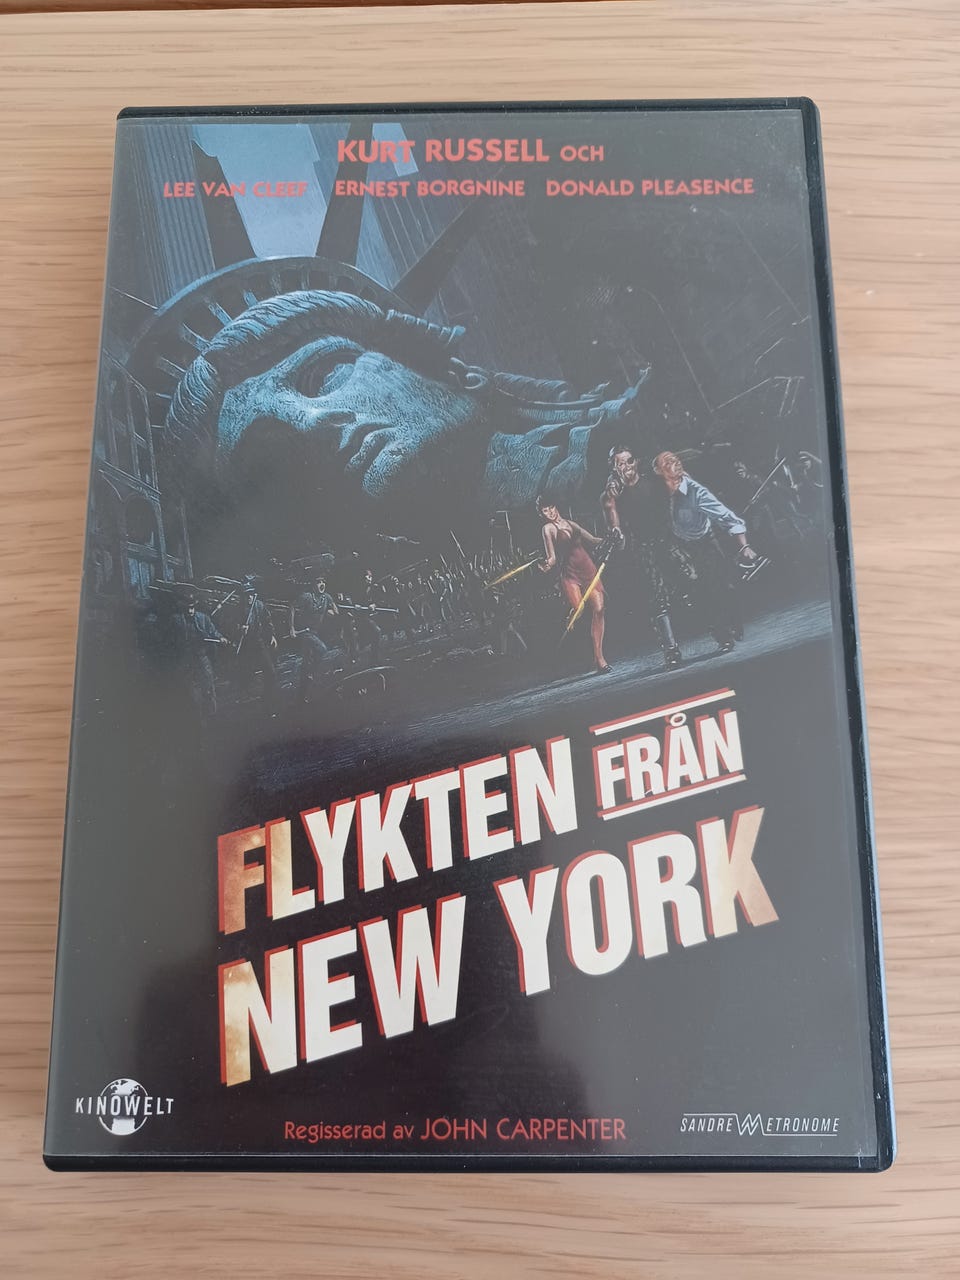 KURT RUSSELL OCH
LEE VAN CLEEF ERNEST BORGNINE DONALD PLEASENCE
FLYKTEN FRÅN
NEW YORK
KINOWELT
Regisserad av JOHN CARPENTER
SANDREW METRONOME